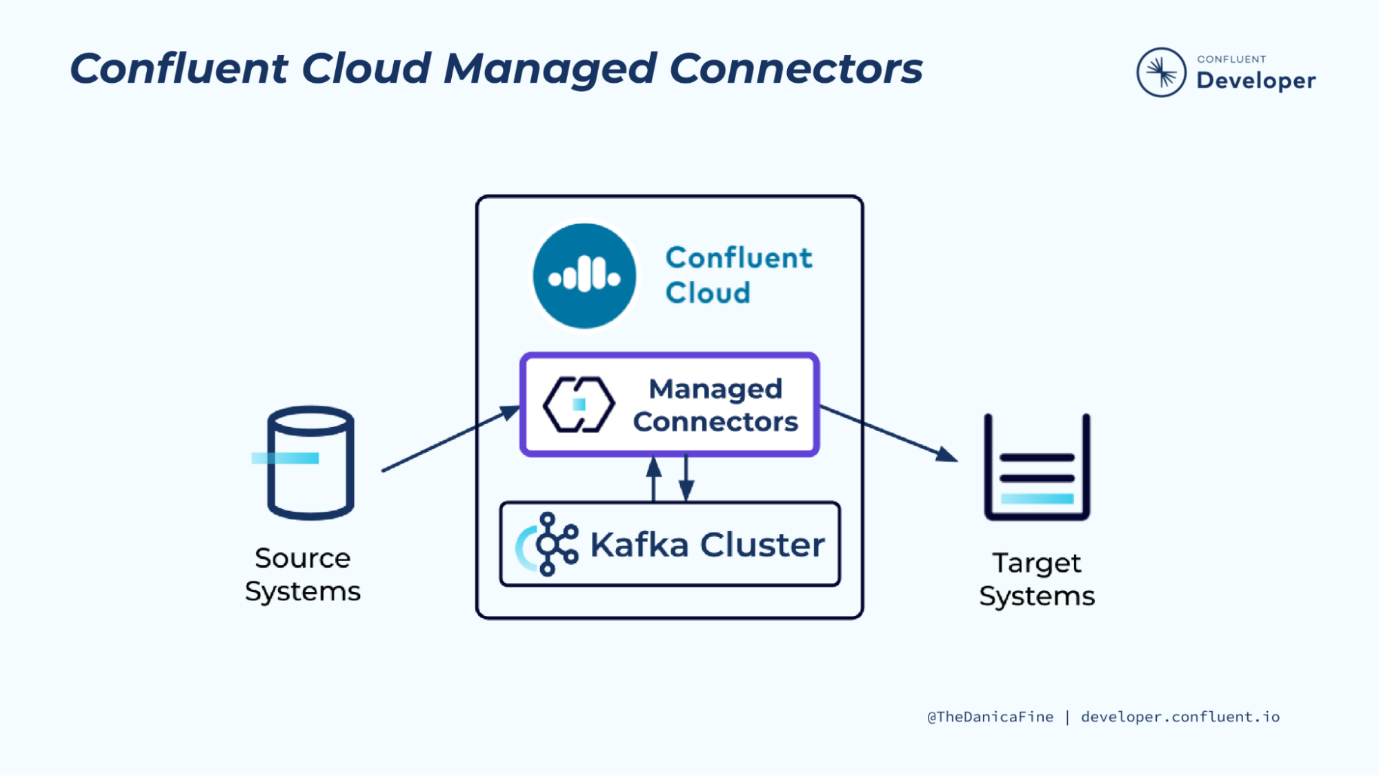 Confluent Cloud Managed Connectors
CONFLUENT
Developer
Confluent
Cloud
Managed
Connectors
Kafka Cluster
Source
Systems
Target
Systems
@TheDanicaFine | developer.confluent.io